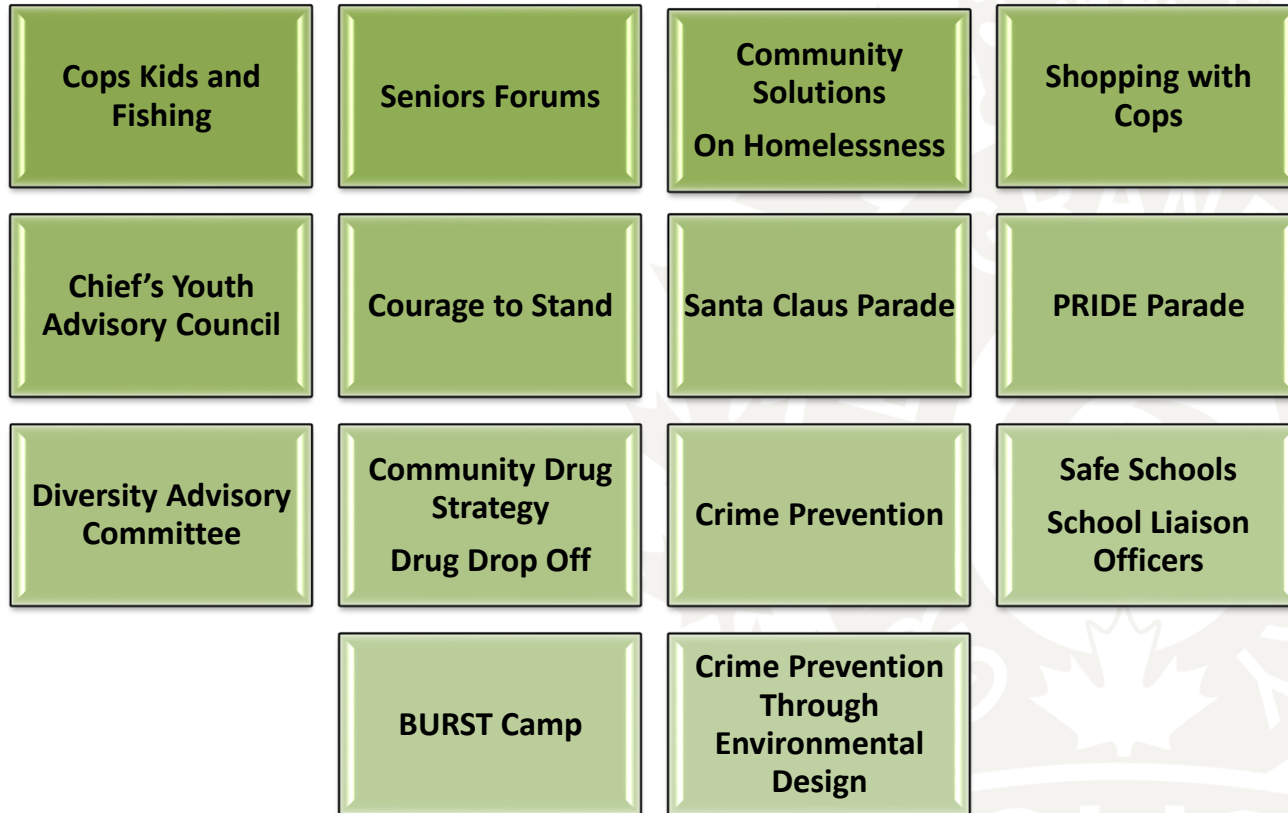 Cops Kids and
Fishing
Seniors Forums
Community
Solutions
On Homelessness
Shopping with
Cops
Chief’s Youth
Advisory Council
Courage to Stand
Santa Claus Parade
PRIDE Parade
Diversity Advisory
Committee
Community Drug
Strategy
Drug Drop Off
Crime Prevention
Safe Schools
School Liaison
Officers
BURST Camp
Crime Prevention
Through
Environmental
Design